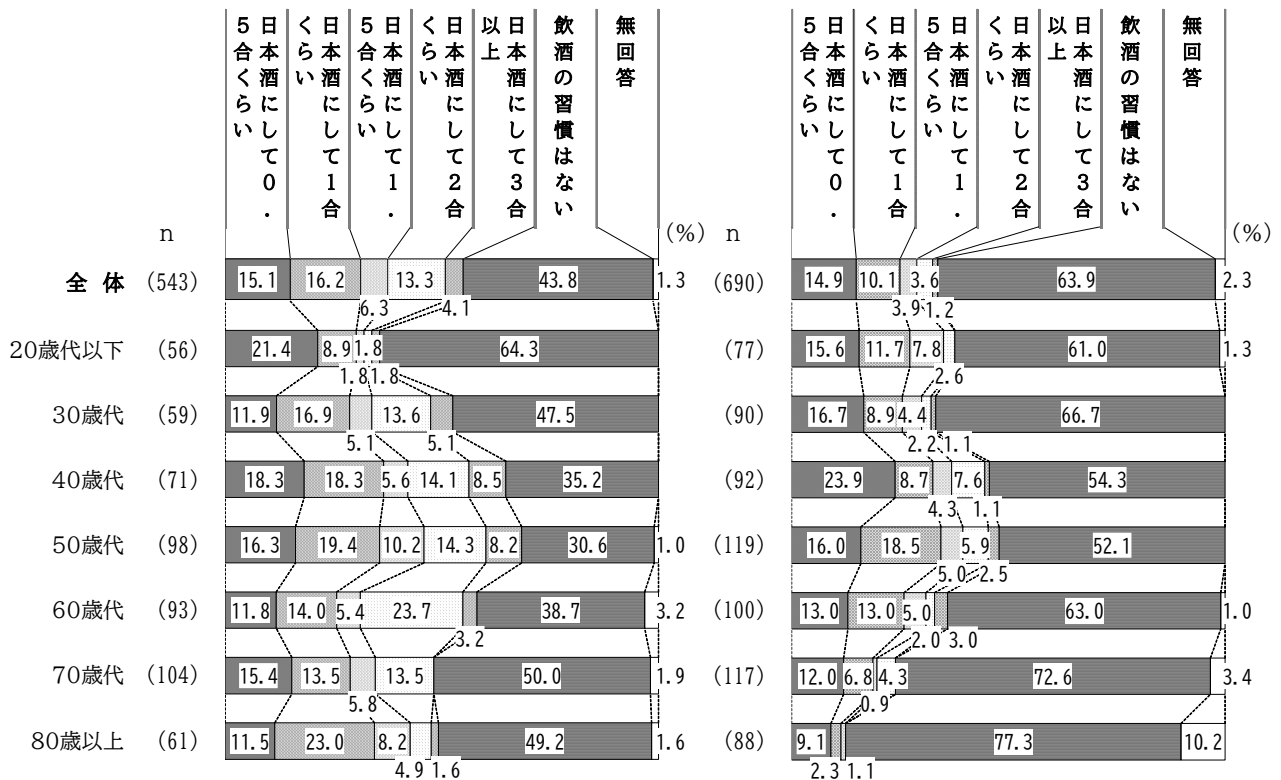 日本酒にして０．
５合くらい
日本酒にして１合
くらい
日本酒にして１．
５合くらい
日本酒にして２合
くらい
日本酒にして３合
以上
飲酒の習慣はない
無回答
日本酒にして０．
５合くらい
日本酒にして１合
くらい
日本酒にして１．
５合くらい
日本酒にして２合
くらい
日本酒にして３合
以上
飲酒の習慣はない
無回答
n (%) n (%)
全 体 (543) 15.1 16.2 13.3 43.8 1.3 (690) 14.9 10.1 3.6 63.9 2.3
6.3 4.1 3.9 1.2
20歳代以下 (56) 21.4 8.9 1.8 64.3 (77) 15.6 11.7 7.8 61.0 1.3
1.8 1.8 2.6
30歳代 (59) 11.9 16.9 13.6 47.5 (90) 16.7 8.9 4.4 66.7
5.1 5.1 2.2 1.1
40歳代 (71) 18.3 18.3 5.6 14.1 8.5 35.2 (92) 23.9 8.7 7.6 54.3
4.3 1.1
50歳代 (98) 16.3 19.4 10.2 14.3 8.2 30.6 1.0 (119) 16.0 18.5 5.9 52.1
5.0 2.5
60歳代 (93) 11.8 14.0 5.4 23.7 38.7 3.2 (100) 13.0 13.0 5.0 63.0 1.0
3.2 2.0 3.0
70歳代 (104) 15.4 13.5 13.5 50.0 1.9 (117) 12.0 6.8 4.3 72.6 3.4
5.8 0.9
80歳以上 (61) 11.5 23.0 8.2 49.2 1.6 (88) 9.1 77.3 10.2
4.9 1.6 2.3 1.1